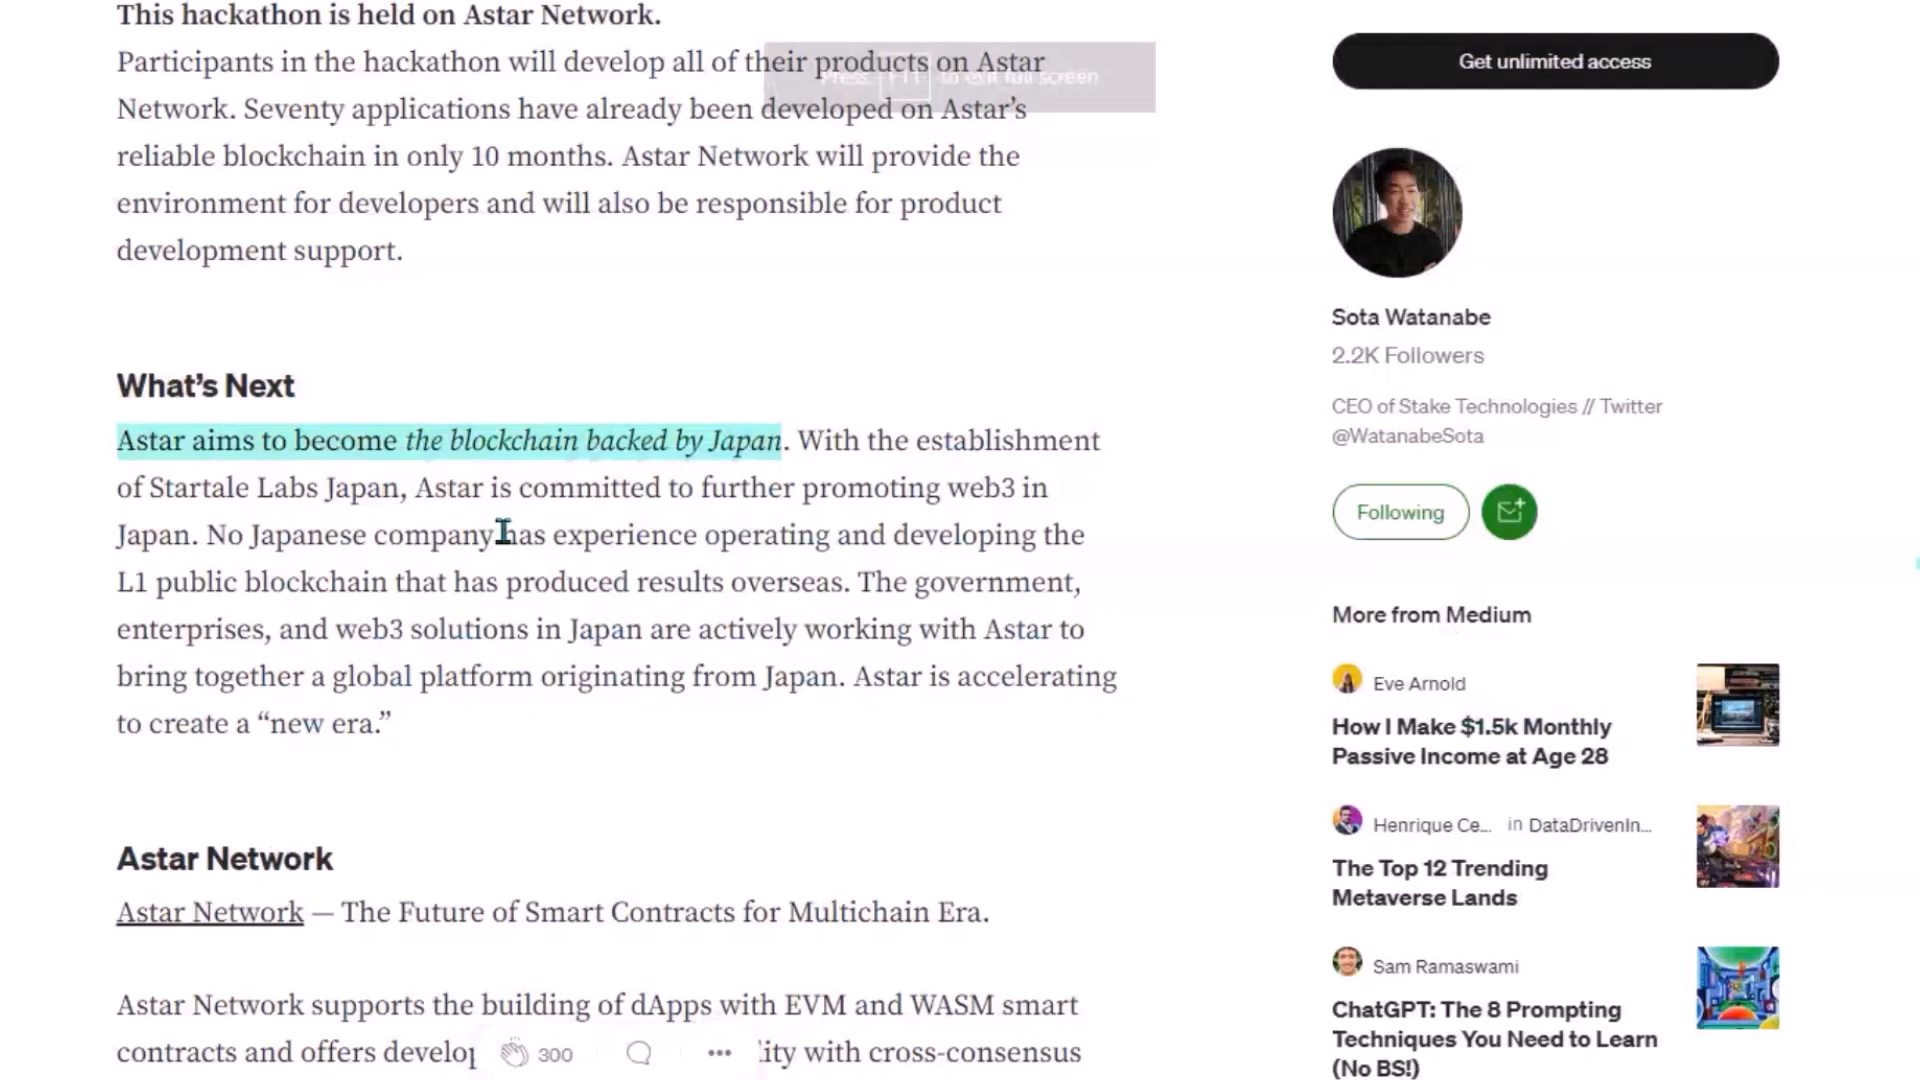 This hackathon is held on Astar Network.
Participants in the hackathon will develop all of their products on Astar
Press F11 to exit full screen
Network. Seventy applications have already been developed on Astar’s
reliable blockchain in only 10 months. Astar Network will provide the
environment for developers and will also be responsible for product
development support.
What’s Next
Astar aims to become the blockchain backed by Japan. With the establishment
of Startale Labs Japan, Astar is committed to further promoting web3 in
Japan. No Japanese company has experience operating and developing the
L1 public blockchain that has produced results overseas. The government,
enterprises, and web3 solutions in Japan are actively working with Astar to
bring together a global platform originating from Japan. Astar is accelerating
to create a “new era.”
Astar Network
Astar Network — The Future of Smart Contracts for Multichain Era.
Astar Network supports the building of dApps with EVM and WASM smart
contracts and offers develop
300
ity with cross-consensus
Get unlimited access
Sota Watanabe
2.2K Followers
CEO of Stake Technologies // Twitter
@WatanabeSota
Following
More from Medium
Eve Arnold
How I Make $1.5k Monthly
Passive Income at Age 28
Henrique Ce... in DataDrivenIn...
The Top 12 Trending
Metaverse Lands
Sam Ramaswami
ChatGPT: The 8 Prompting
Techniques You Need to Learn
(No BS!)